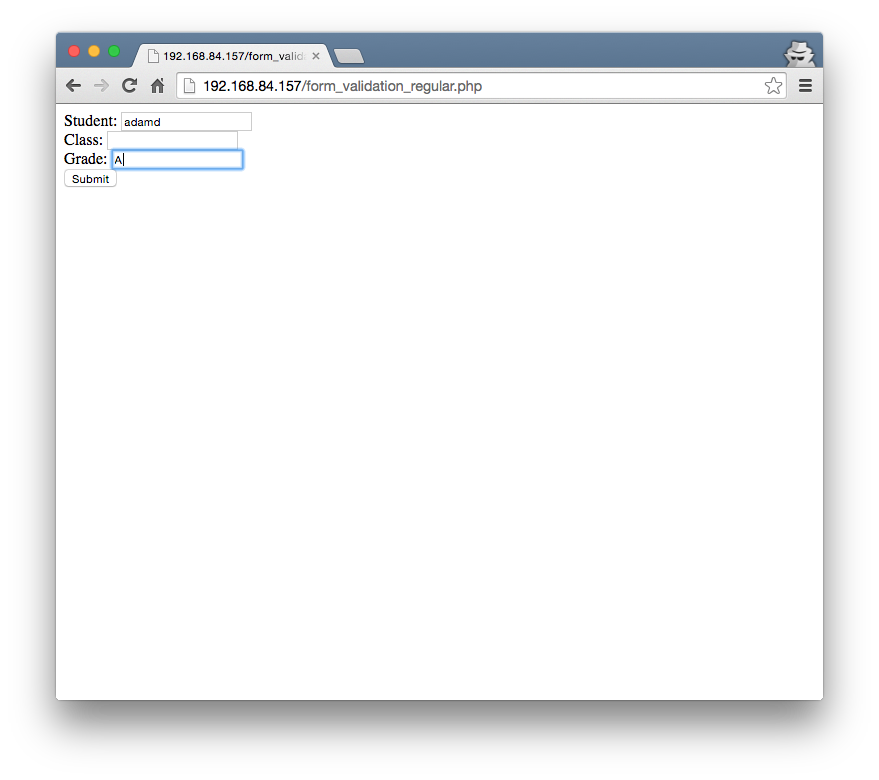 192.168.84.157/form_valid
192.168.84.157/form_validation_regular.php
Student: adamd
Class:
Grade: A
Submit